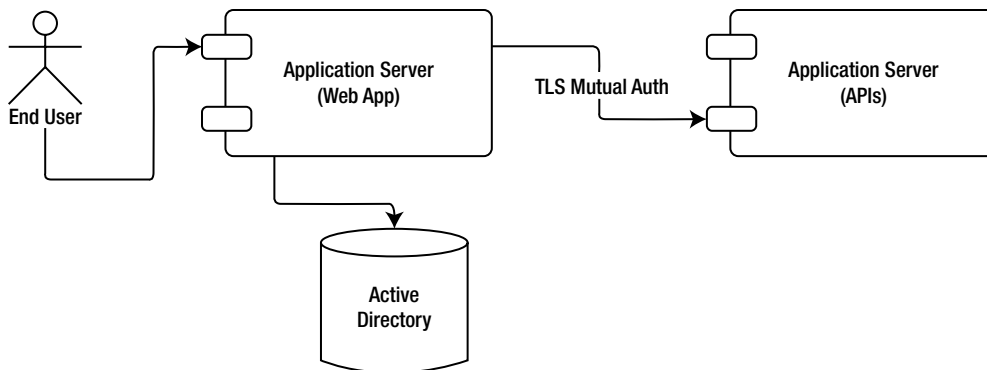 End User
Application Server
(Web App)
TLS Mutual Auth
Application Server
(APIs)
Active
Directory